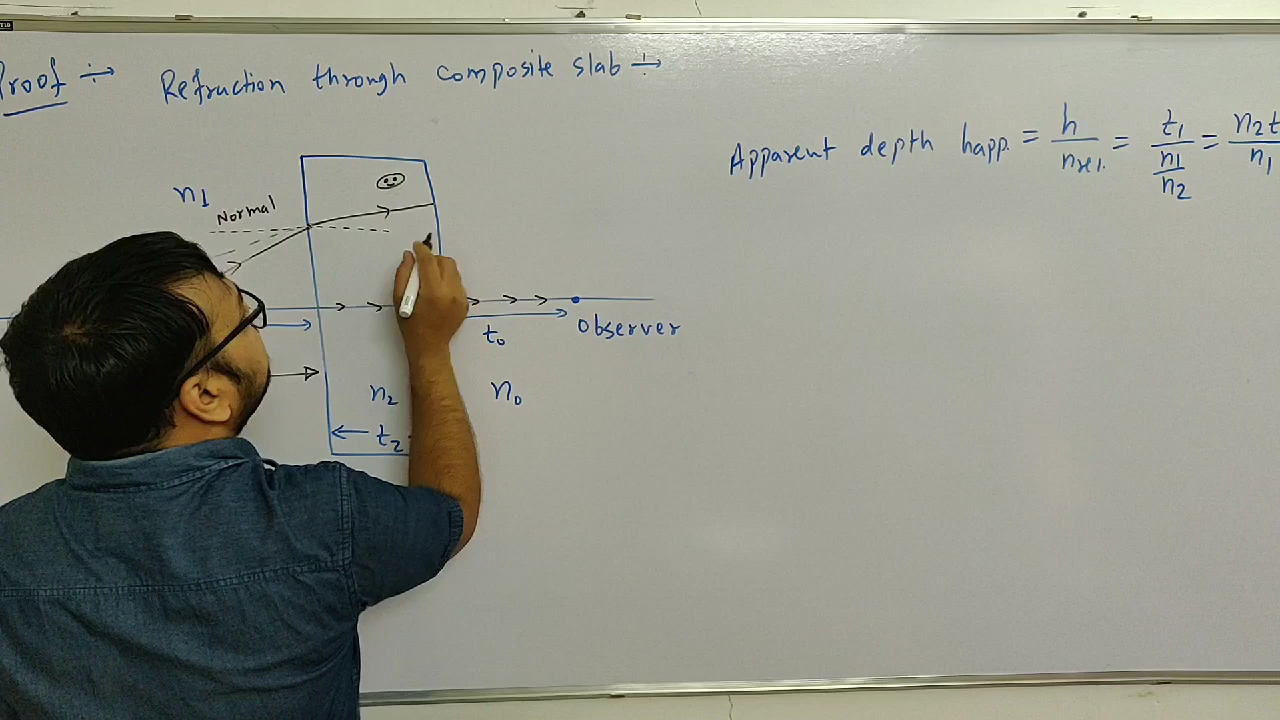 Proof ÷→ Refraction through composite slab ÷→
Apparent depth happ. = h/nrel. = t₁/(n₁/n₂) = n₂t/n₁
n₁
Normal
t₀
Observer
n₂
n₀
t₂